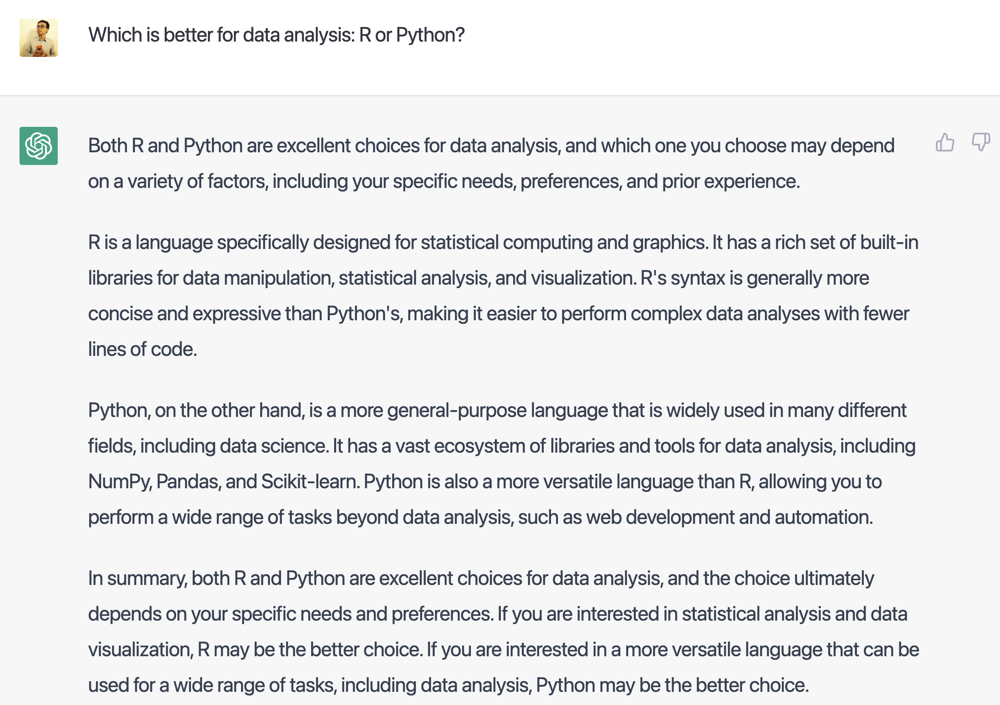 Which is better for data analysis: R or Python?
Both R and Python are excellent choices for data analysis, and which one you choose may depend
on a variety of factors, including your specific needs, preferences, and prior experience.
R is a language specifically designed for statistical computing and graphics. It has a rich set of built-in
libraries for data manipulation, statistical analysis, and visualization. R's syntax is generally more
concise and expressive than Python's, making it easier to perform complex data analyses with fewer
lines of code.
Python, on the other hand, is a more general-purpose language that is widely used in many different
fields, including data science. It has a vast ecosystem of libraries and tools for data analysis, including
NumPy, Pandas, and Scikit-learn. Python is also a more versatile language than R, allowing you to
perform a wide range of tasks beyond data analysis, such as web development and automation.
In summary, both R and Python are excellent choices for data analysis, and the choice ultimately
depends on your specific needs and preferences. If you are interested in statistical analysis and data
visualization, R may be the better choice. If you are interested in a more versatile language that can be
used for a wide range of tasks, including data analysis, Python may be the better choice.